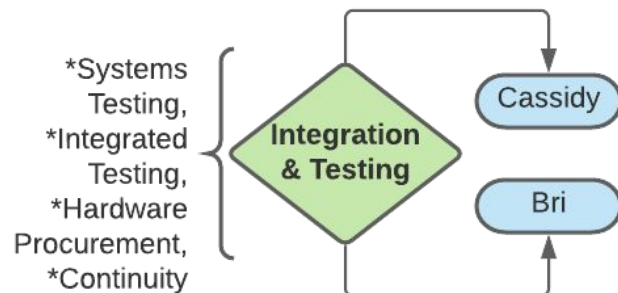 *Systems
Testing,
*Integrated
Testing,
*Hardware
Procurement,
*Continuity
Integration
& Testing
Cassidy
Bri